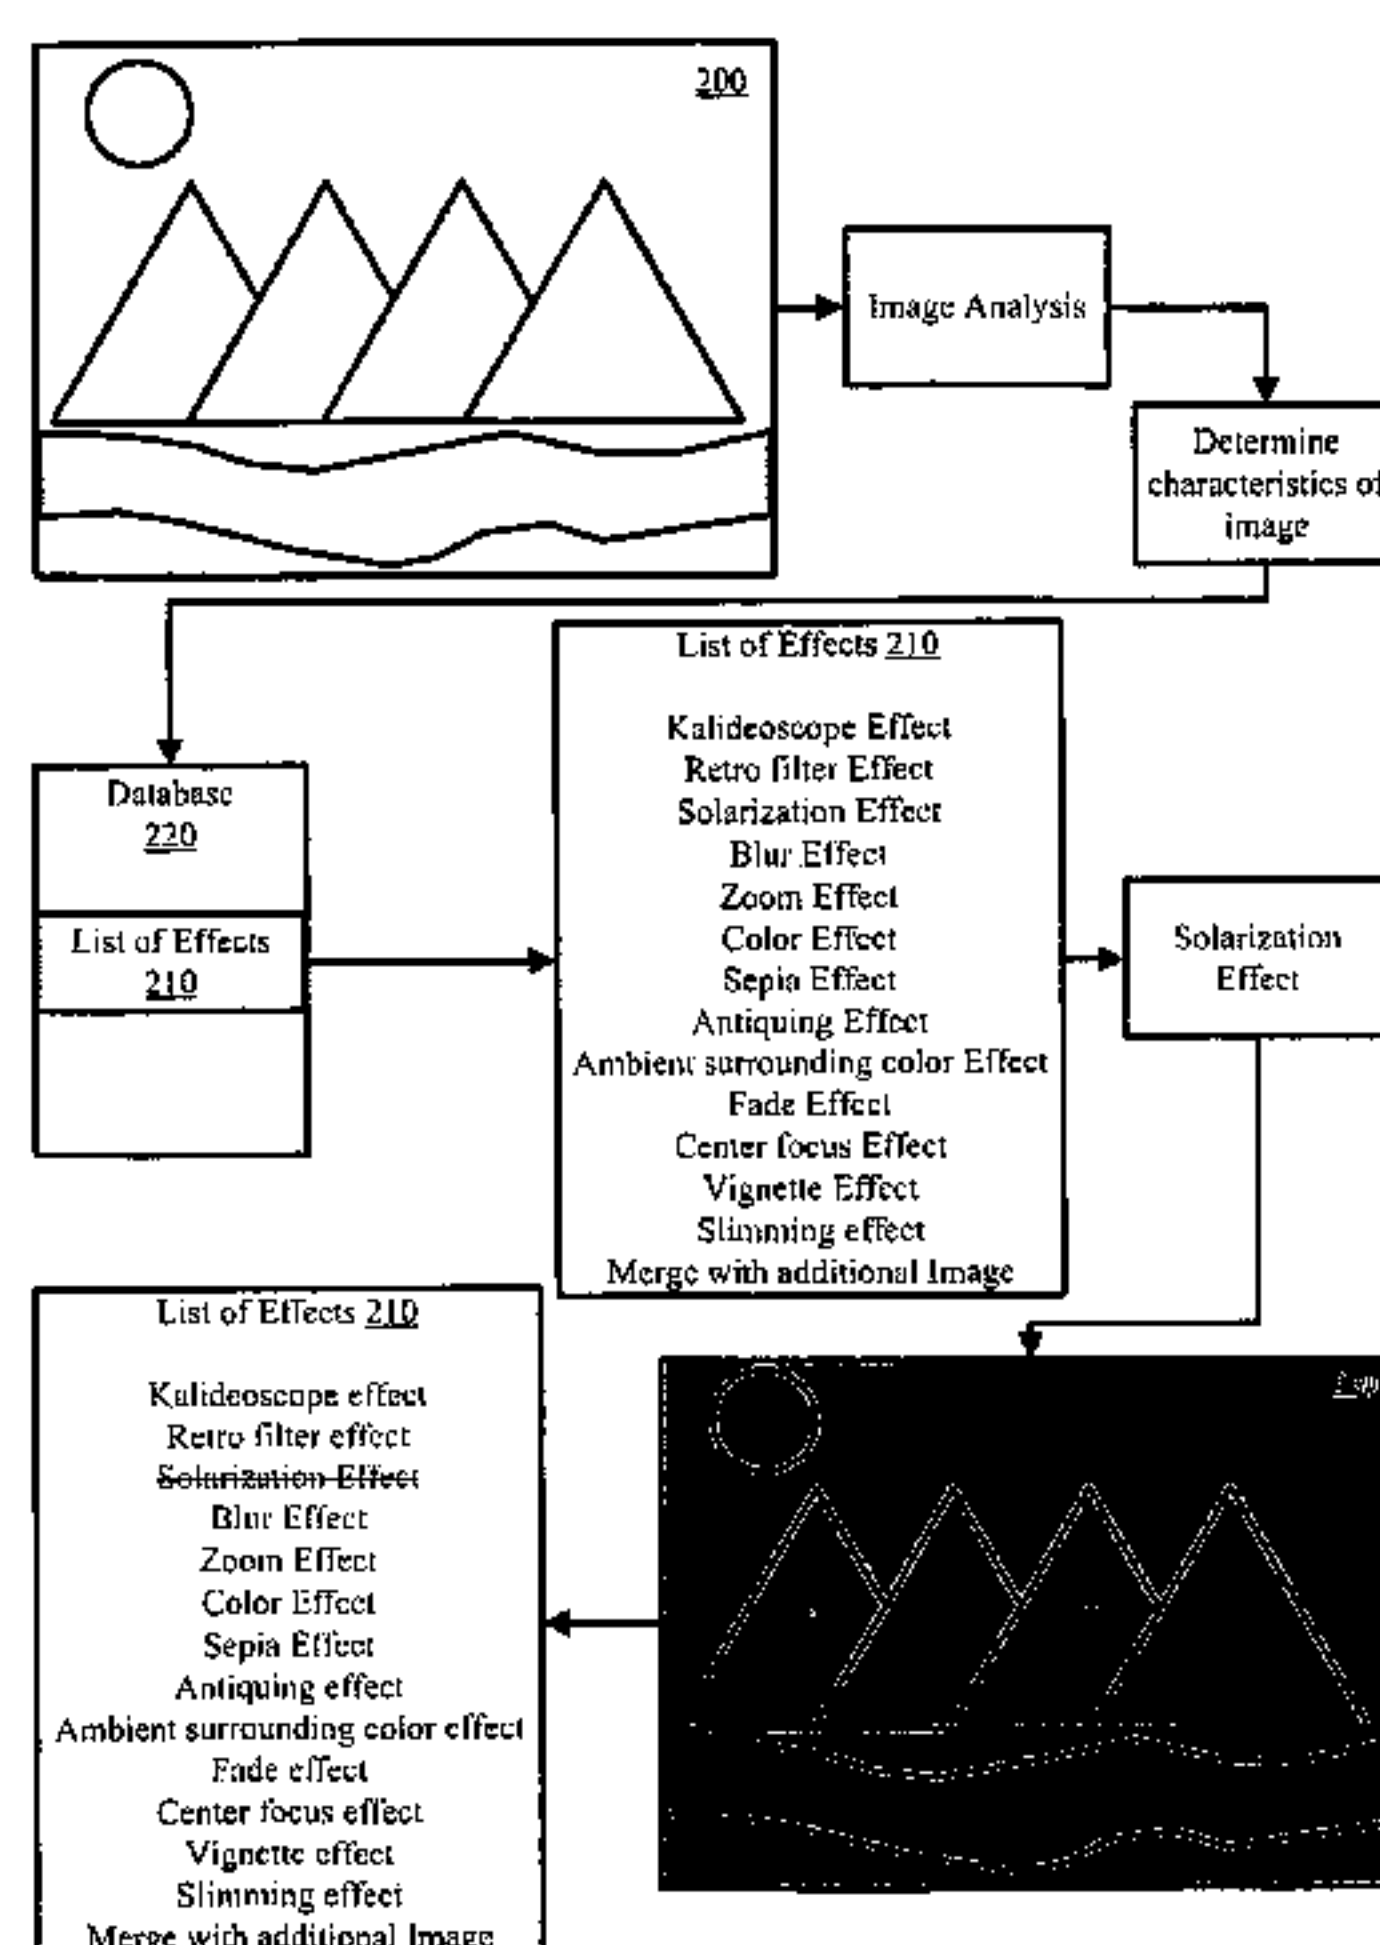 200
Image Analysis
Determine
characteristics of
image
List of Effects 210
Kalideoscope Effect
Retro filter Effect
Solarization Effect
Blur Effect
Zoom Effect
Color Effect
Sepia Effect
Antiquing Effect
Ambient surrounding color Effect
Fade Effect
Center focus Effect
Vignette Effect
Slimming effect
Merge with additional Image
Database
220
List of Effects
210
Solarization
Effect
List of Effects 210
Kalideoscope effect
Retro filter effect
Solarization Effect
Blur Effect
Zoom Effect
Color Effect
Sepia Effect
Antiquing effect
Ambient surrounding color effect
Fade effect
Center focus effect
Vignette effect
Slimming effect
Merge with additional Image